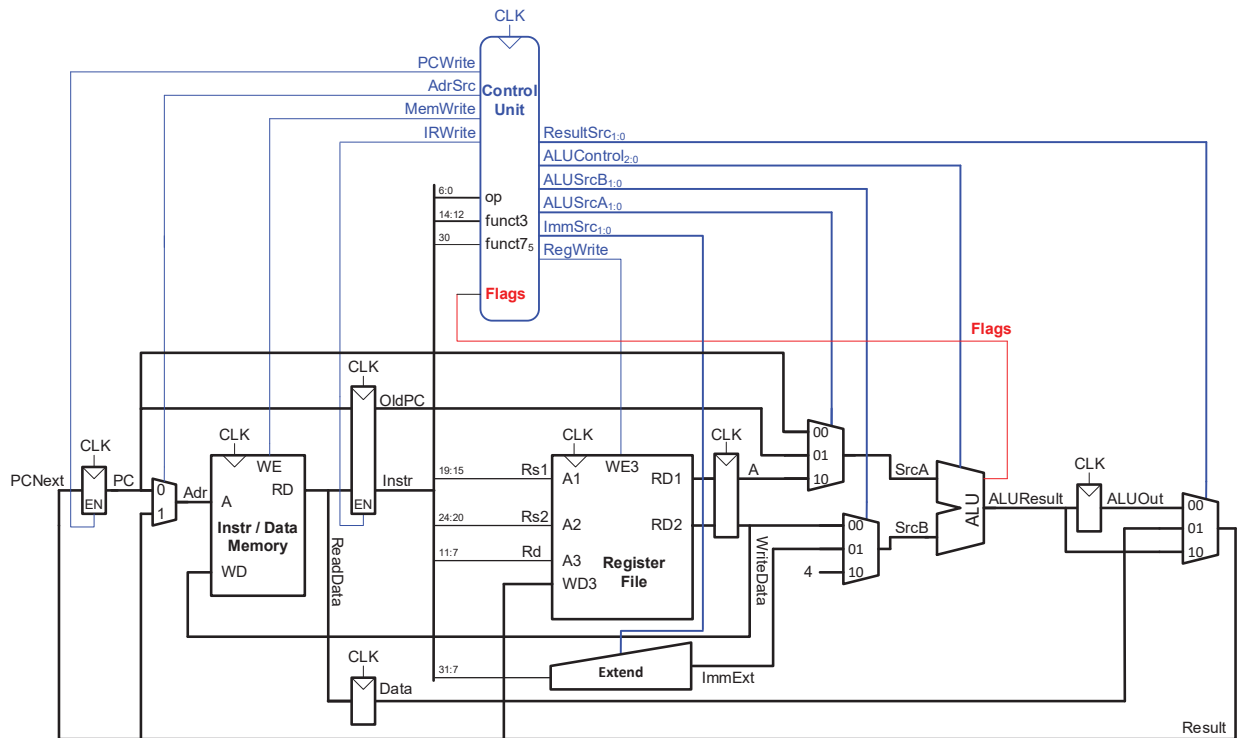 CLK
PCWrite
AdrSrc
MemWrite
IRWrite
Control
Unit
ResultSrc1:0
ALUControl2:0
ALUSrcB1:0
ALUSrcA1:0
ImmSrc1:0
RegWrite
6:0
op
14:12
funct3
30
funct75
Flags
Flags
CLK
OldPC
CLK
CLK
CLK
CLK
PCNext
PC
EN
0
1
Adr
WE
A
RD
Instr / Data
Memory
WD
EN
Instr
ReadData
19:15
Rs1
24:20
Rs2
11:7
Rd
A1
A2
A3
WD3
WE3
RD1
RD2
Register
File
A
WriteData
00
01
10
00
01
10
4
SrcA
SrcB
ALU
ALUResult
CLK
ALUOut
00
01
10
31:7
Extend
ImmExt
CLK
Data
Result